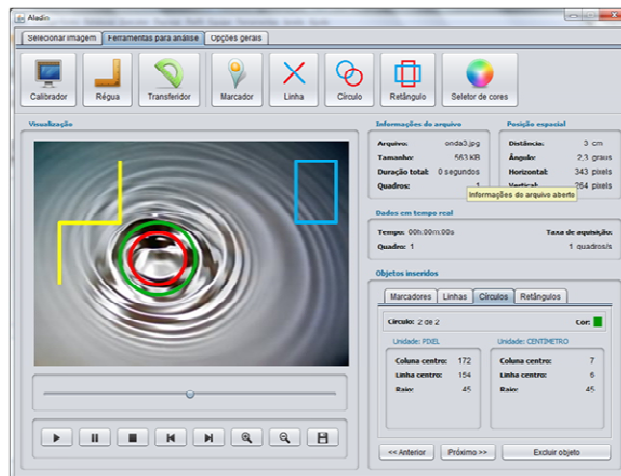 Aladin
Selecionar imagem Ferramentas para análise Opções gerais
Calibrador Régua Transferidor Marcador Linha Círculo Retângulo Seletor de cores
Visualização
Informações do arquivo
Arquivo: onda3.jpg
Tamanho: 563 KB
Duração total: 0 segundos
Quadros: 1
Posição espacial
Distância: 3 cm
Ângulo: 2,3 graus
Horizontal: 343 pixels
Vertical: 264 pixels
Informações do arquivo aberto
Dados em tempo real
Tempo: 00h:00m:00s Taxa de aquisição:
Quadro: 1 1 quadros/s
Objetos inseridos
Marcadores Linhas Círculos Retângulos
Círculo: 2 de 2 Cor:
Unidade: PIXEL
Coluna centro: 172
Linha centro: 154
Raio: 45
Unidade: CENTÍMETRO
Coluna centro: 7
Linha centro: 6
Raio: 45
<< Anterior Próximo >> Excluir objeto